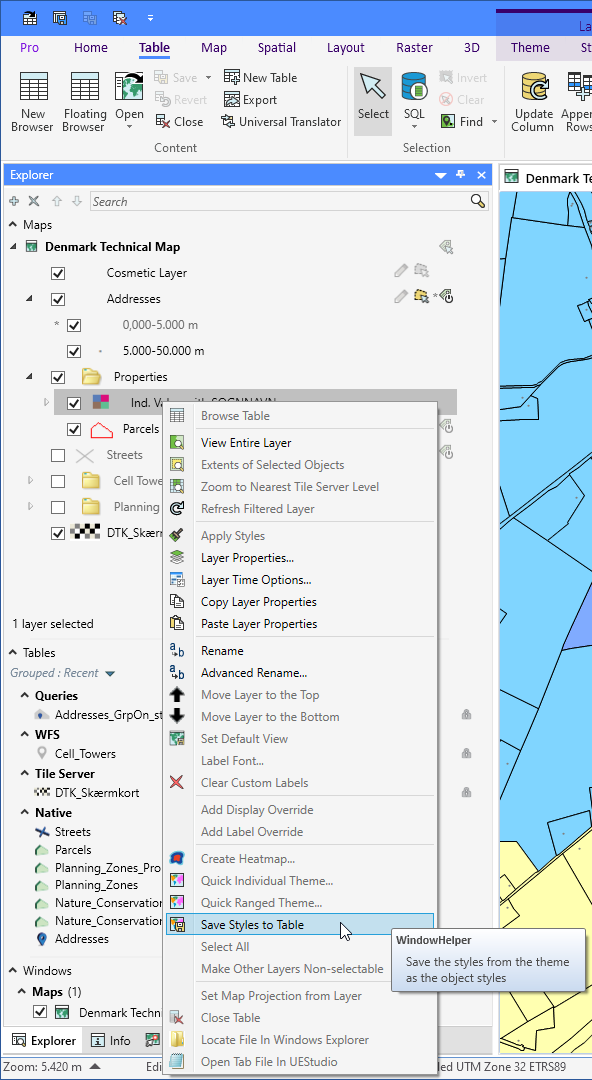 La
Pro Home Table Map Spatial Layout Raster 3D Theme St
New Browser
Floating Browser
Open
Save
Revert
Close
New Table
Export
Universal Translator
Content
Select
SQL
Invert
Clear
Find
Selection
Update Column
Appen Rows
Explorer
Search
Denmark Te
Maps
Denmark Technical Map
Cosmetic Layer
Addresses
0,000-5.000 m
5.000-50.000 m
Properties
Ind. Val with SOGNNAVN
Parcels
Streets
Cell Towe
Planning
DTK_Skærm
1 layer selected
Tables
Grouped : Recent
Queries
Addresses_GrpOn_st
WFS
Cell_Towers
Tile Server
DTK_Skærmkort
Native
Streets
Parcels
Planning_Zones_Pro
Planning_Zones
Nature_Conservation
Nature_Conservation
Addresses
Windows
Maps (1)
Denmark Techni
Explorer Info
Zoom: 5.420 m Edi ed UTM Zone 32 ETRS89
Browse Table
View Entire Layer
Extents of Selected Objects
Zoom to Nearest Tile Server Level
Refresh Filtered Layer
Apply Styles
Layer Properties...
Layer Time Options...
Copy Layer Properties
Paste Layer Properties
Rename
Advanced Rename...
Move Layer to the Top
Move Layer to the Bottom
Set Default View
Label Font...
Clear Custom Labels
Add Display Override
Add Label Override
Create Heatmap...
Quick Individual Theme...
Quick Ranged Theme...
Save Styles to Table
Select All
Make Other Layers Non-selectable
Set Map Projection from Layer
Close Table
Locate File In Windows Explorer
Open Tab File In UEStudio
WindowHelper
Save the styles from the theme
as the object styles